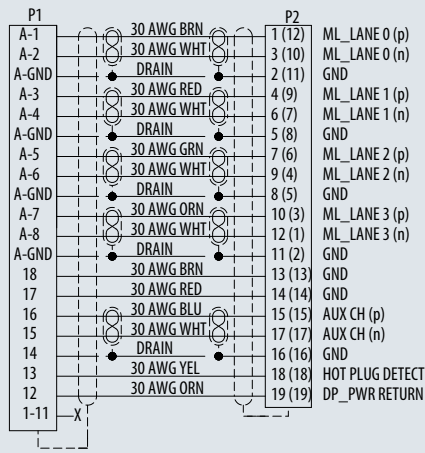 P1 P2
A-1 30 AWG BRN 1 (12) ML_LANE 0 (p)
A-2 30 AWG WHT 3 (10) ML_LANE 0 (n)
A-GND DRAIN 2 (11) GND
A-3 30 AWG RED 4 (9) ML_LANE 1 (p)
A-4 30 AWG WHT 6 (7) ML_LANE 1 (n)
A-GND DRAIN 5 (8) GND
A-5 30 AWG GRN 7 (6) ML_LANE 2 (p)
A-6 30 AWG WHT 9 (4) ML_LANE 2 (n)
A-GND DRAIN 8 (5) GND
A-7 30 AWG ORN 10 (3) ML_LANE 3 (p)
A-8 30 AWG WHT 12 (1) ML_LANE 3 (n)
A-GND DRAIN 11 (2) GND
18 30 AWG BRN 13 (13) GND
17 30 AWG RED 14 (14) GND
16 30 AWG BLU 15 (15) AUX CH (p)
15 30 AWG WHT 17 (17) AUX CH (n)
14 DRAIN 16 (16) GND
13 30 AWG YEL 18 (18) HOT PLUG DETECT
12 30 AWG ORN 19 (19) DP_PWR RETURN
1-11 X